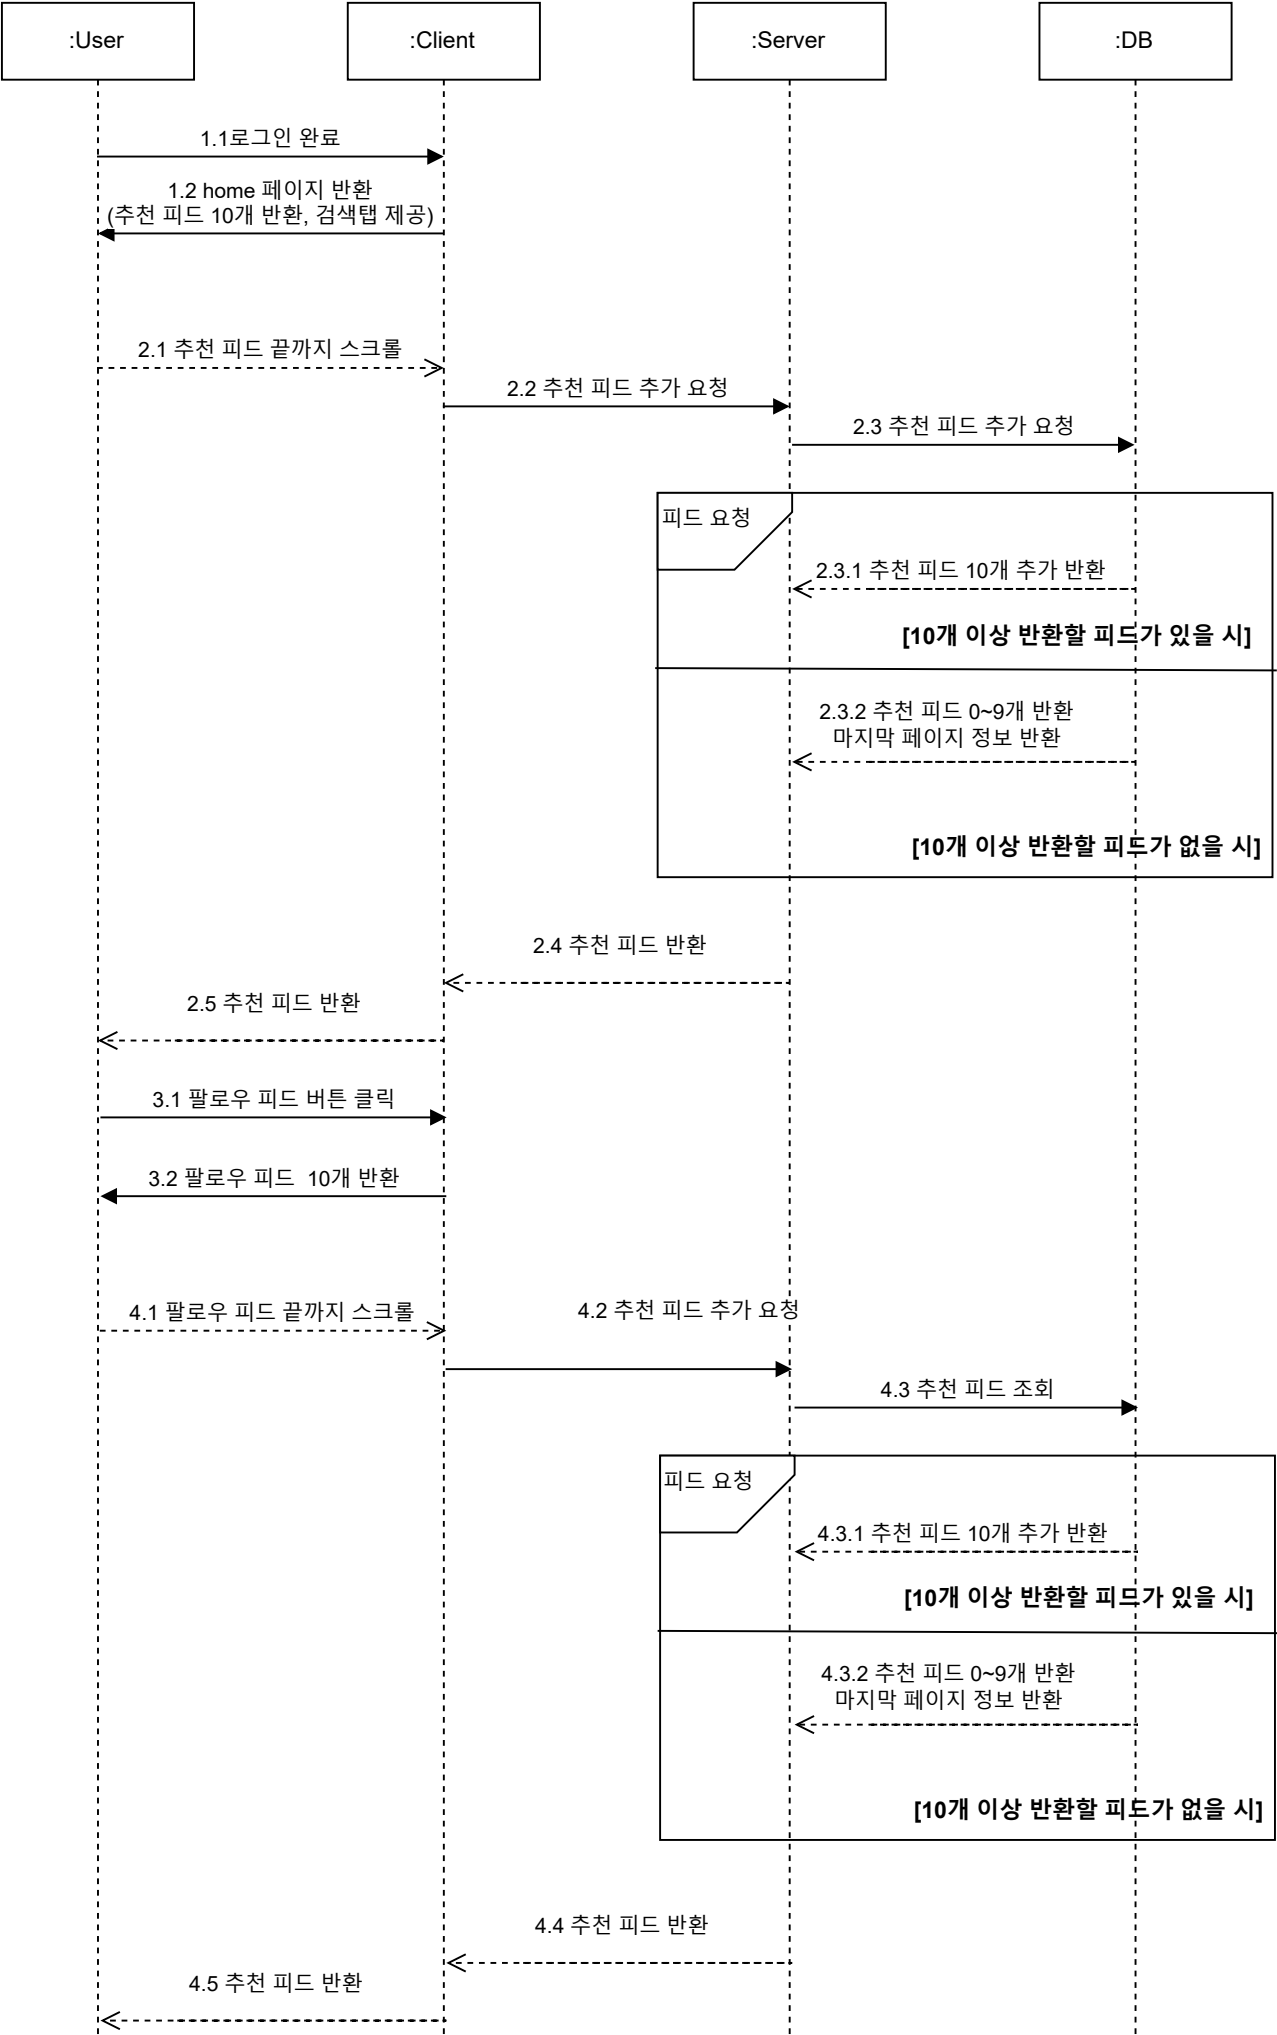 :User
:Client
:Server
:DB
1.1로그인 완료
1.2 home 페이지 반환
(추천 피드 10개 반환, 검색탭 제공)
2.1 추천 피드 끝까지 스크롤
2.2 추천 피드 추가 요청
2.3 추천 피드 추가 요청
피드 요청
2.3.1 추천 피드 10개 추가 반환
[10개 이상 반환할 피드가 있을 시]
2.3.2 추천 피드 0~9개 반환
마지막 페이지 정보 반환
[10개 이상 반환할 피드가 없을 시]
2.4 추천 피드 반환
2.5 추천 피드 반환
3.1 팔로우 피드 버튼 클릭
3.2 팔로우 피드  10개 반환
4.1 팔로우 피드 끝까지 스크롤
4.2 추천 피드 추가 요청
4.3 추천 피드 조회
피드 요청
4.3.1 추천 피드 10개 추가 반환
[10개 이상 반환할 피드가 있을 시]
4.3.2 추천 피드 0~9개 반환
마지막 페이지 정보 반환
[10개 이상 반환할 피드가 없을 시]
4.4 추천 피드 반환
4.5 추천 피드 반환